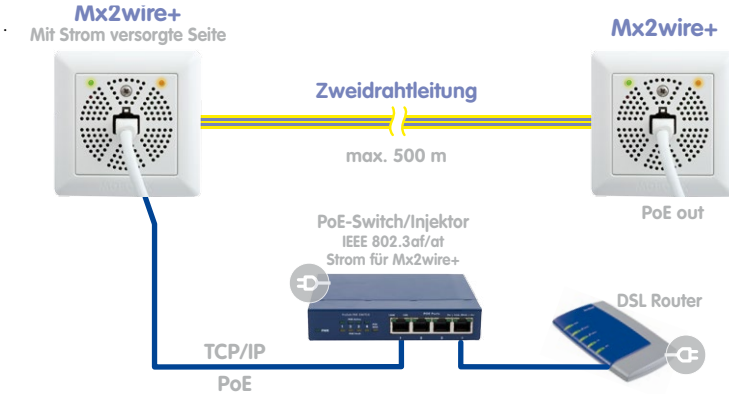 Mx2wire+
Mit Strom versorgte Seite
Mx2wire+
Zweidrahtleitung
max. 500 m
PoE out
PoE-Switch/Injektor
IEEE 802.3af/at
Strom für Mx2wire+
DSL Router
TCP/IP
PoE